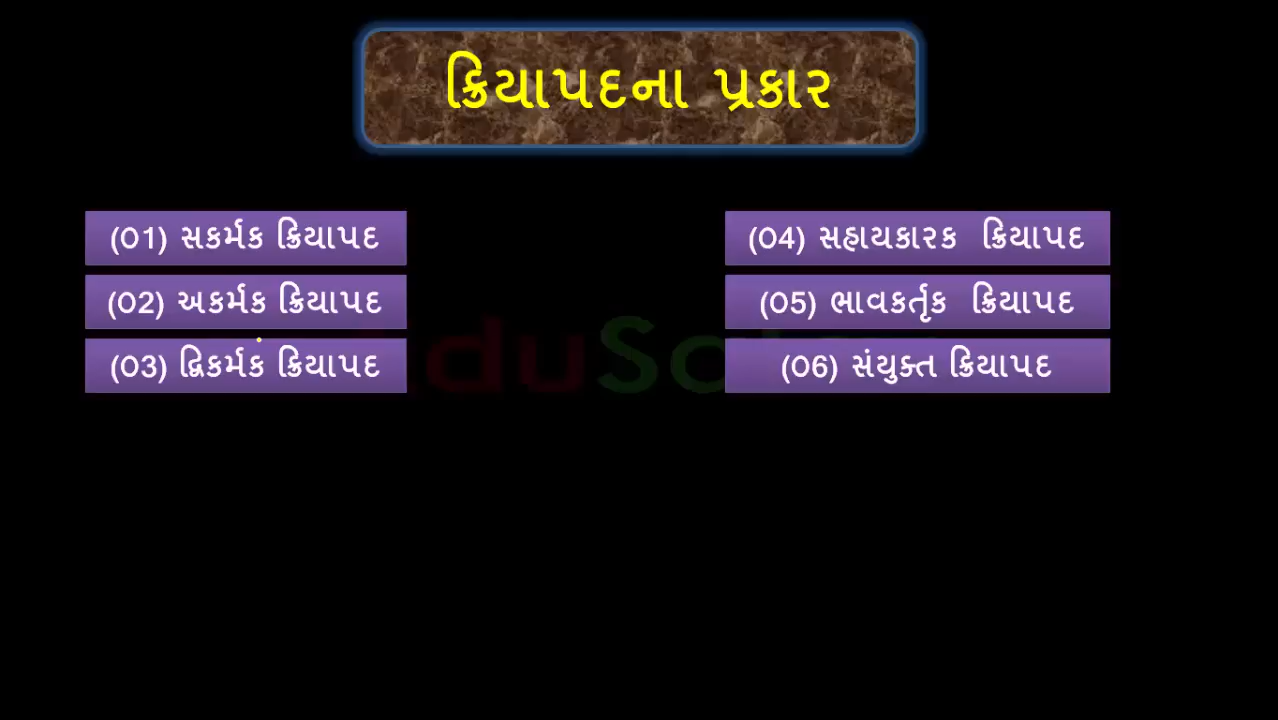 ક્રિયાપદના પ્રકાર
(01) સકર્મક ક્રિયાપદ
(02) અકર્મક ક્રિયાપદ
(03) દ્વિકર્મક ક્રિયાપદ
(04) સહાયકારક ક્રિયાપદ
(05) ભાવકર્તૃક ક્રિયાપદ
(06) સંયુક્ત ક્રિયાપદ